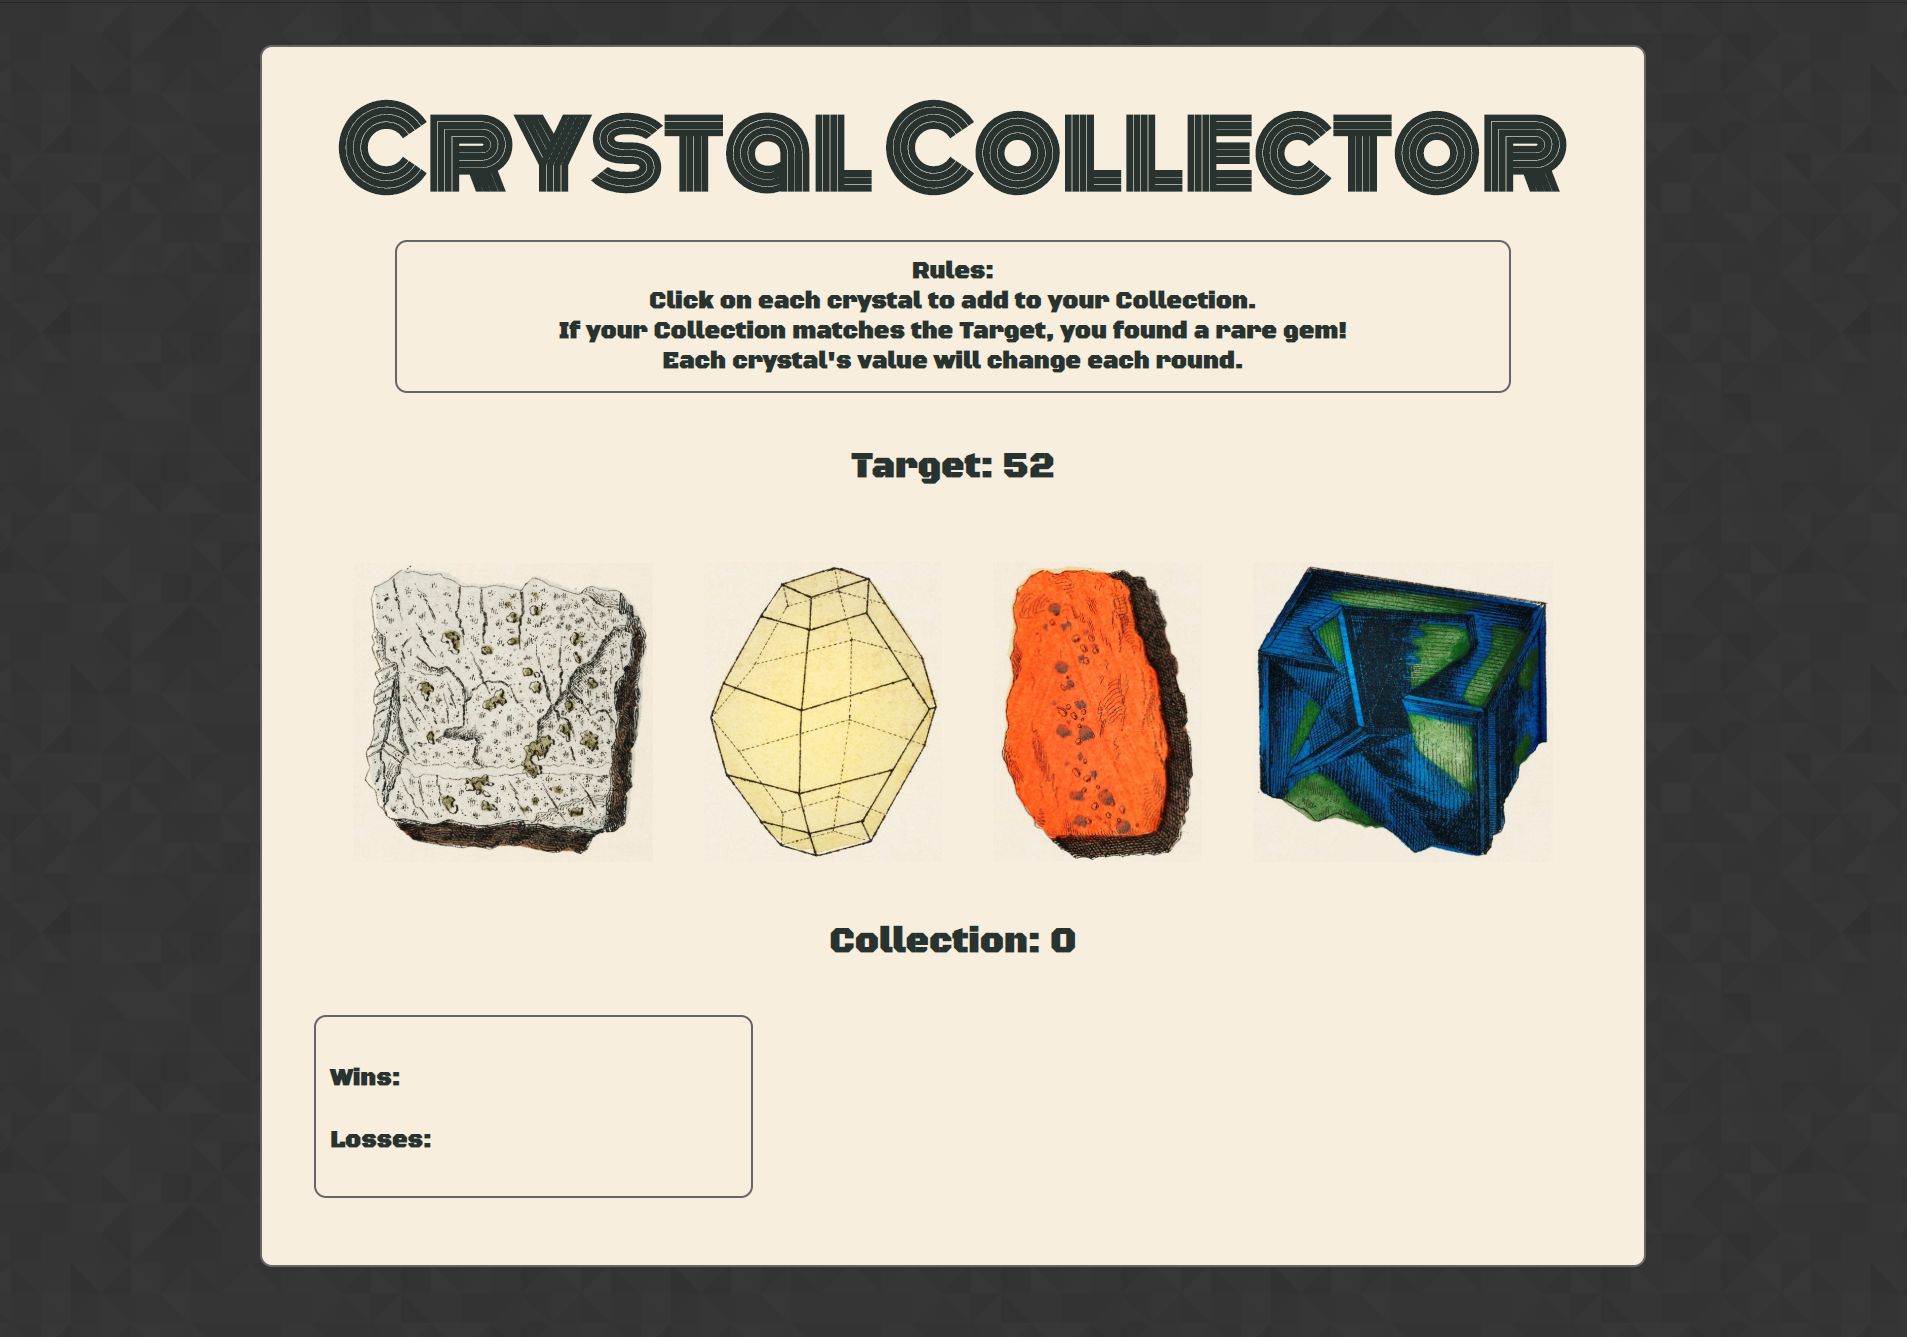 Crystal Collector
Rules:
Click on each crystal to add to your Collection.
If your Collection matches the Target, you found a rare gem!
Each crystal's value will change each round.
Target: 52
Collection: 0
Wins:
Losses: